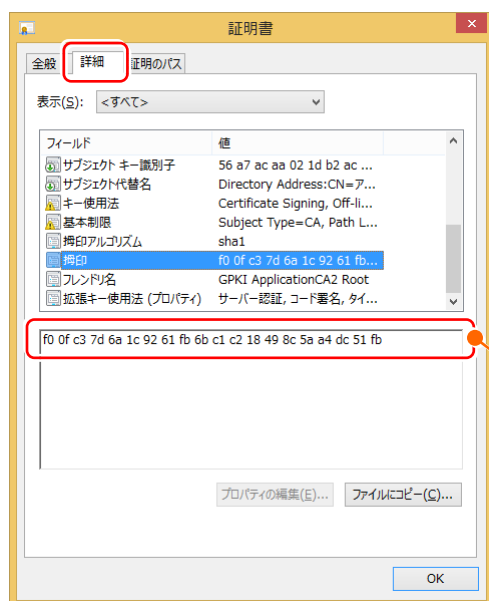 証明書
全般 詳細 証明のパス
表示(S): <すべて>
フィールド 値
サブジェクト キー識別子 56 a7 ac aa 02 1d b2 ac ...
サブジェクト代替名 Directory Address:CN=ア...
キー使用法 Certificate Signing, Off-li...
基本制限 Subject Type=CA, Path L...
拇印アルゴリズム sha1
拇印 f0 0f c3 7d 6a 1c 92 61 fb...
フレンドリ名 GPKI ApplicationCA2 Root
拡張キー使用法 (プロパティ) サーバー認証, コード署名, タイ...
f0 0f c3 7d 6a 1c 92 61 fb 6b c1 c2 18 49 8c 5a a4 dc 51 fb
プロパティの編集(E)... ファイルにコピー(C)...
OK